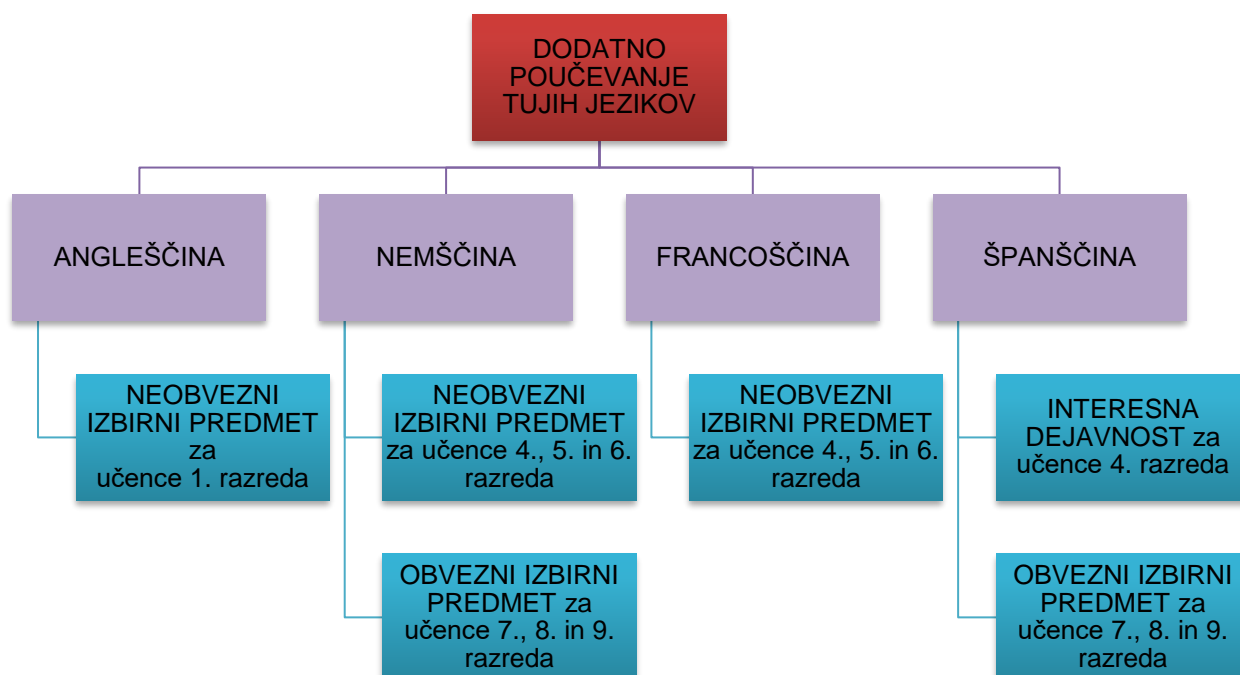 DODATNO
POUČEVANJE
TUJIH JEZIKOV
ANGLEŠČINA
NEMŠČINA
FRANCOŠČINA
ŠPANŠČINA
NEOBVEZNI
IZBIRNI PREDMET
za
učence 1. razreda
NEOBVEZNI
IZBIRNI PREDMET
za učence 4., 5. in 6.
razreda
NEOBVEZNI
IZBIRNI PREDMET
za učence 4., 5. in 6.
razreda
INTERESNA
DEJAVNOST za
učence 4. razreda
OBVEZNI IZBIRNI
PREDMET za
učence 7., 8. in 9.
razreda
OBVEZNI IZBIRNI
PREDMET za
učence 7., 8. in 9.
razreda